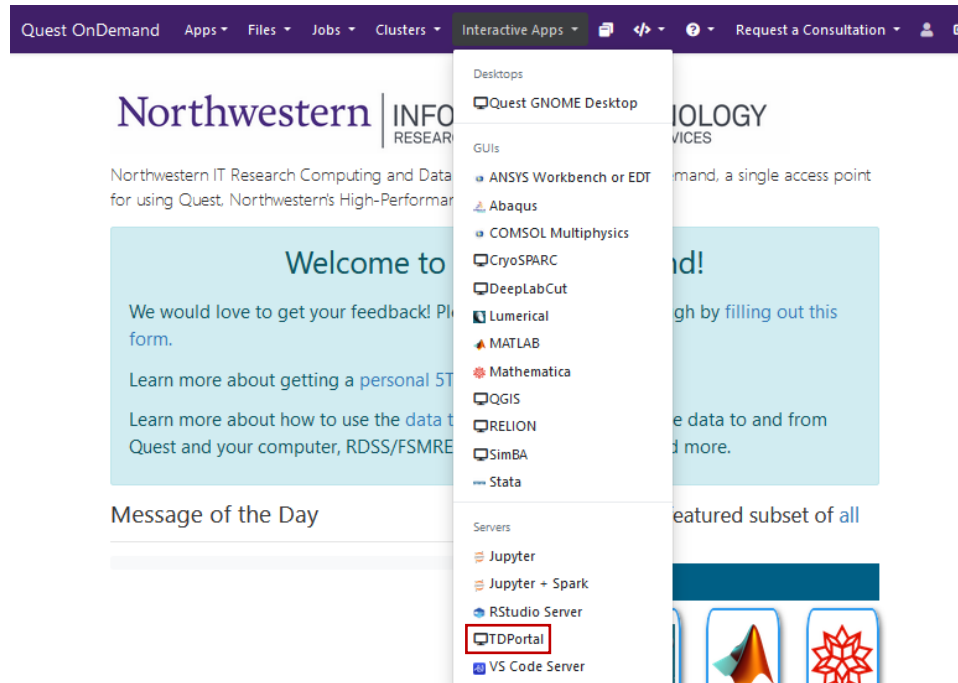 Quest OnDemand Apps Files Jobs Clusters Interactive Apps </> ? Request a Consultation
Desktops
Quest GNOME Desktop
GUIs
ANSYS Workbench or EDT
Abaqus
COMSOL Multiphysics
CryoSPARC
DeepLabCut
Lumerical
MATLAB
Mathematica
QGIS
RELION
SimBA
Stata
Servers
Jupyter
Jupyter + Spark
RStudio Server
TDPortal
VS Code Server
Northwestern INFO OLOGY
RESEAR VICES
Northwestern IT Research Computing and Data mand, a single access point
for using Quest, Northwestern's High-Performa
Welcome to nd!
We would love to get your feedback! Pl gh by filling out this
form.
Learn more about getting a personal 5T
Learn more about how to use the data t e data to and from
Quest and your computer, RDSS/FSMRE d more.
Message of the Day eatured subset of all